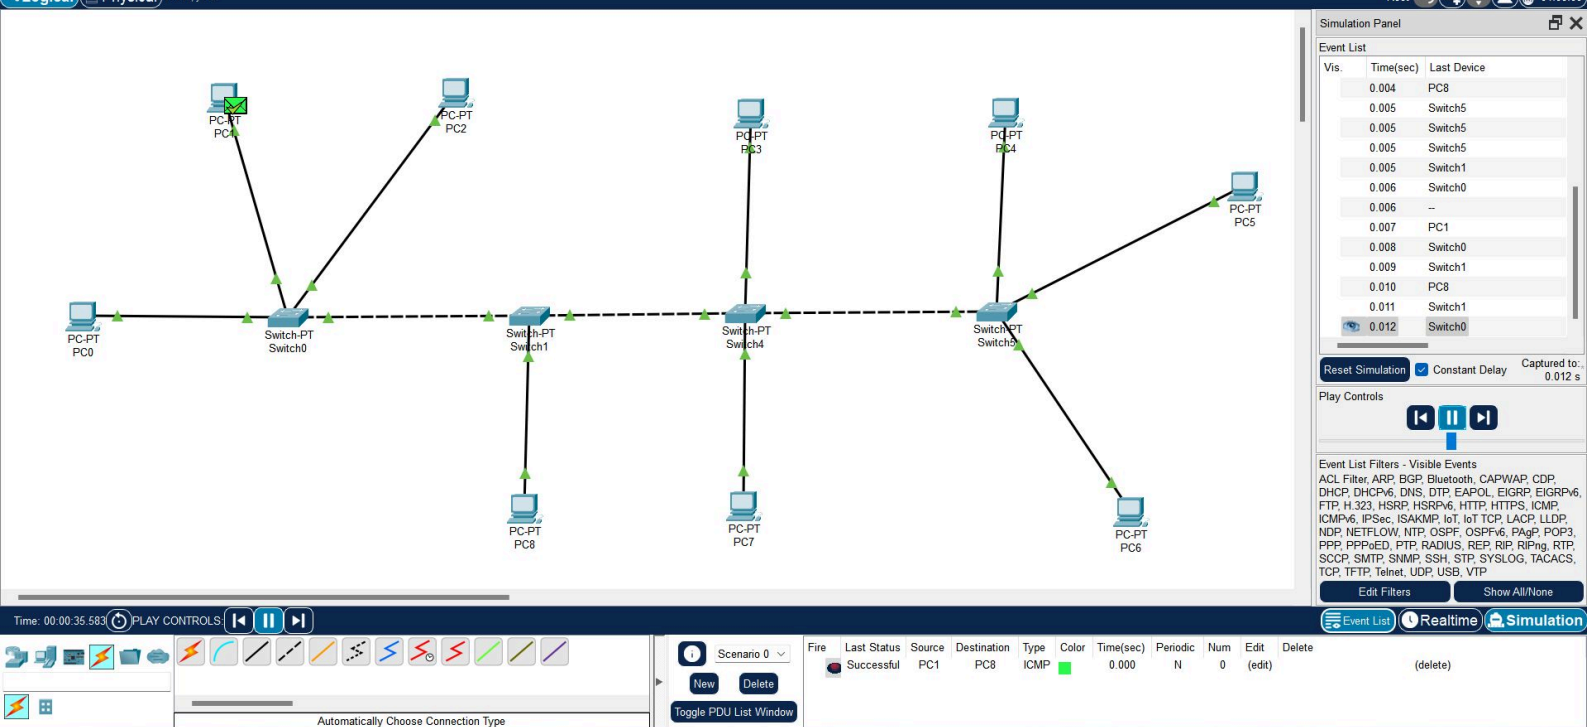 Logical Physical
Simulation Panel
Event List
Vis. Time(sec) Last Device
0.004 PC8
0.005 Switch5
0.005 Switch5
0.005 Switch5
0.005 Switch1
0.006 Switch0
0.006 --
0.007 PC1
0.008 Switch0
0.009 Switch1
0.010 PC8
0.011 Switch1
0.012 Switch0
Reset Simulation Constant Delay Captured to:
0.012 s
Play Controls
Event List Filters - Visible Events
ACL Filter, ARP, BGP, Bluetooth, CAPWAP, CDP,
DHCP, DHCPv6, DNS, DTP, EAPOL, EIGRP, EIGRPv6,
FTP, H.323, HSRP, HSRPv6, HTTP, HTTPS, ICMP,
ICMPv6, IPSec, ISAKMP, IoT, IoT TCP, LACP, LLDP,
NDP, NETFLOW, NTP, OSPF, OSPFv6, PAgP, POP3,
PPP, PPPoED, PTP, RADIUS, REP, RIP, RIPng, RTP,
SCCP, SMTP, SNMP, SSH, STP, SYSLOG, TACACS,
TCP, TFTP, Telnet, UDP, USB, VTP
Edit Filters Show All/None
PC-PT
PC1
PC-PT
PC2
PC-PT
PC3
PC-PT
PC4
PC-PT
PC5
PC-PT
PC0
Switch-PT
Switch0
Switch-PT
Switch1
Switch-PT
Switch4
Switch-PT
Switch5
PC-PT
PC8
PC-PT
PC7
PC-PT
PC6
Time: 00:00:35.583 PLAY CONTROLS:
Event List Realtime Simulation
Scenario 0
New Delete
Toggle PDU List Window
Fire Last Status Source Destination Type Color Time(sec) Periodic Num Edit Delete
Successful PC1 PC8 ICMP 0.000 N 0 (edit) (delete)
Automatically Choose Connection Type